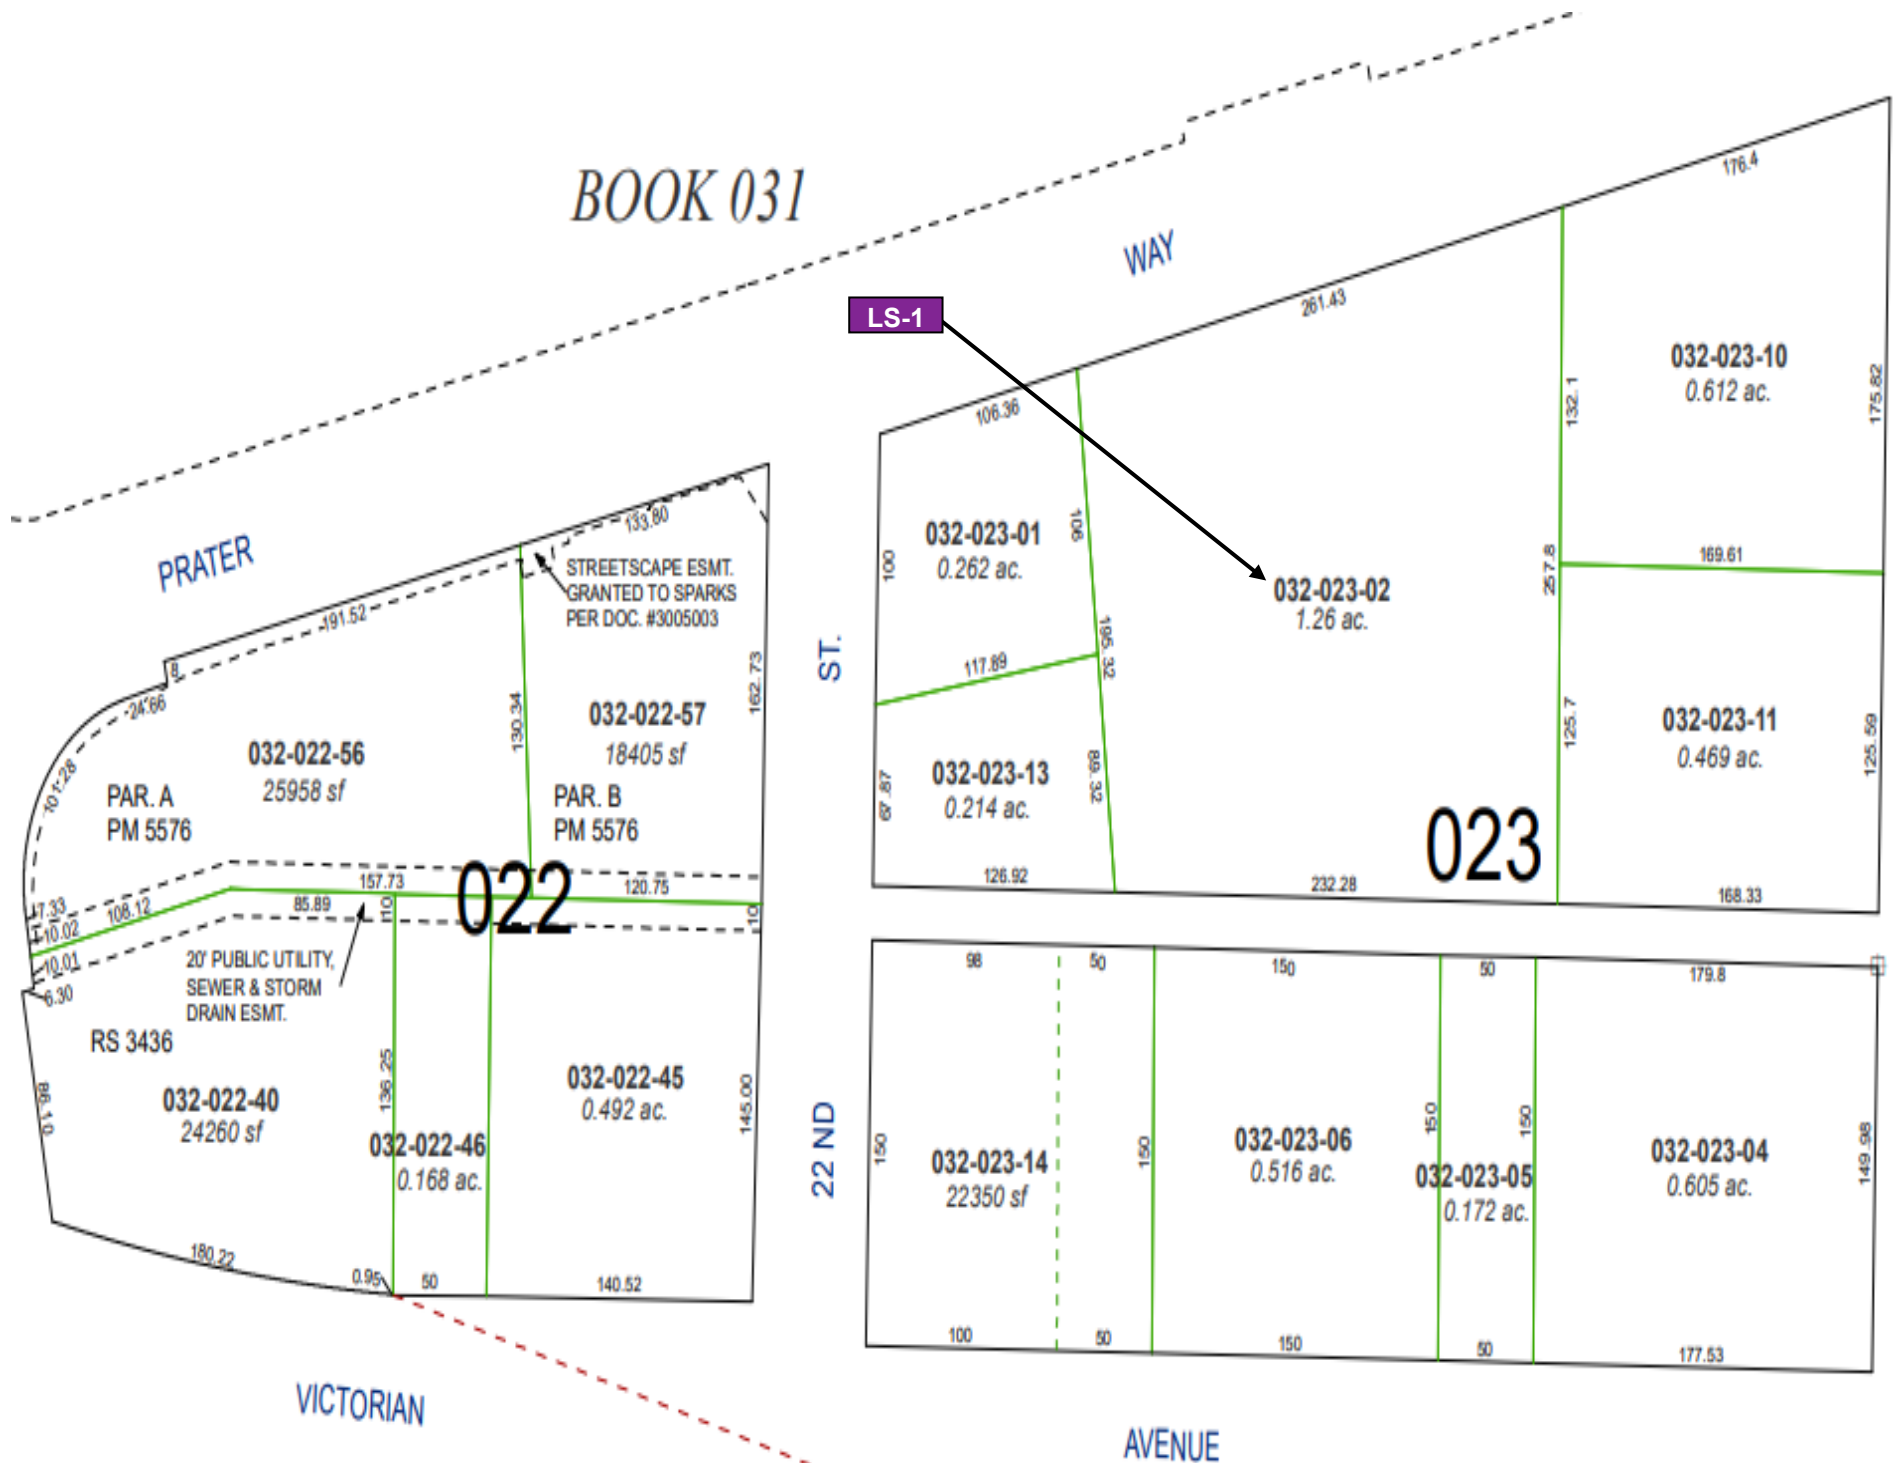 BOOK 031
WAY
176.4
261.43
LS-1
032-023-10
0.612 ac.
175.82
132.1
106.36
PRATER
133.80
032-023-01
0.262 ac.
100
106
257.8
169.61
STREETSCAPE ESMT.
GRANTED TO SPARKS
PER DOC. #3005003
032-023-02
1.26 ac.
191.52
8
24.66
ST.
117.89
195.32
162.73
130.34
032-022-57
18405 sf
032-022-56
25958 sf
101.28
PAR. A
PM 5576
PAR. B
PM 5576
032-023-13
0.214 ac.
67.87
89.32
125.7
032-023-11
0.469 ac.
125.59
023
022
157.73
120.75
126.92
232.28
168.33
7.33
108.12
85.89
10
10
10.02
10.01
6.30
20' PUBLIC UTILITY,
SEWER & STORM
DRAIN ESMT.
98
50
150
50
179.8
RS 3436
86.10
136.25
032-022-40
24260 sf
032-022-45
0.492 ac.
145.00
032-022-46
0.168 ac.
22 ND
150
032-023-14
22350 sf
150
032-023-06
0.516 ac.
150
032-023-05
0.172 ac.
150
032-023-04
0.605 ac.
149.98
180.22
0.95
50
140.52
100
50
150
50
177.53
VICTORIAN
AVENUE